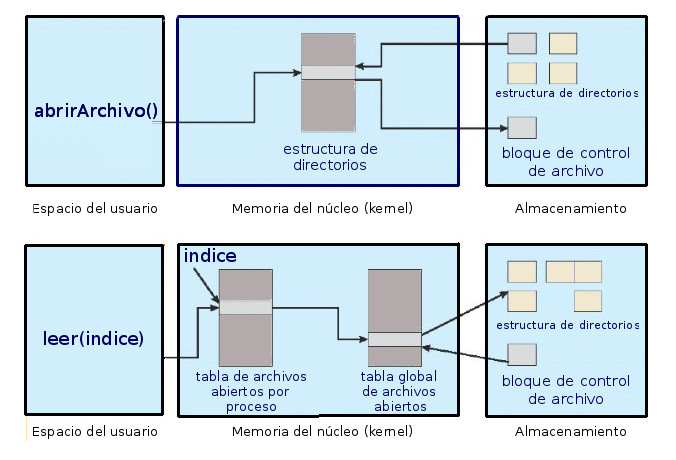 abrirArchivo()
estructura de
directorios
estructura de directorios
bloque de control
de archivo
Espacio del usuario
Memoria del núcleo (kernel)
Almacenamiento
leer(indice)
indice
tabla de archivos
abiertos por
proceso
tabla global
de archivos
abiertos
estructura de directorios
bloque de control
de archivo
Espacio del usuario
Memoria del núcleo (kernel)
Almacenamiento